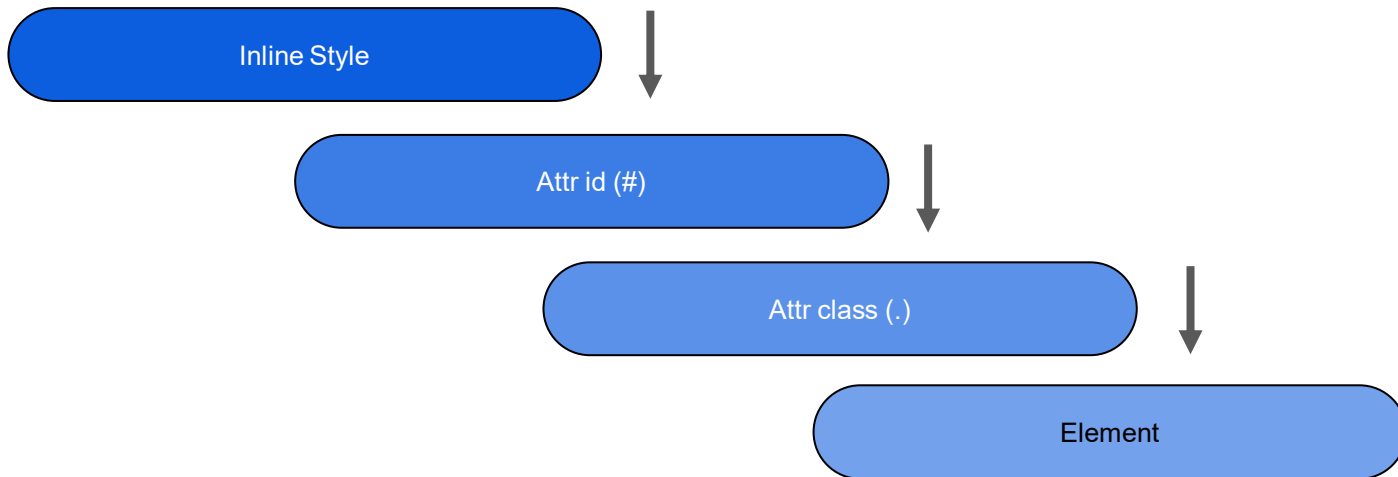 Inline Style
Attr id (#)
Attr class (.)
Element